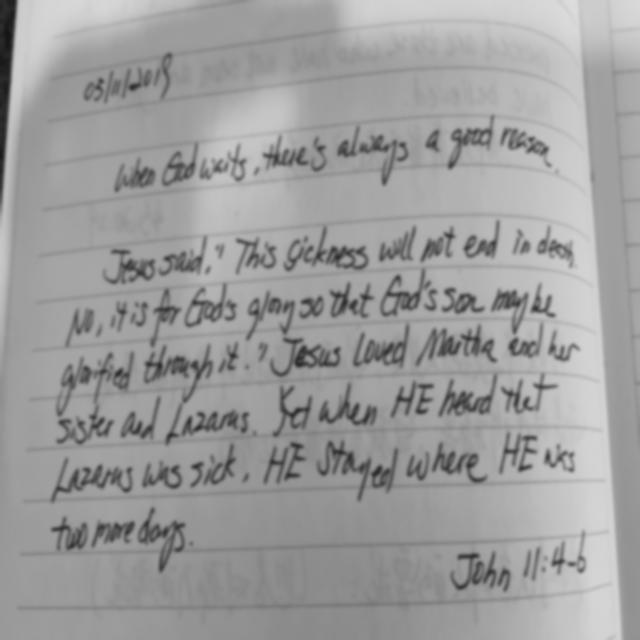 03/11/2019
When God waits, there's always a good reason.
Jesus said, "This sickness will not end in death.
No, it is for God's glory so that God's son may be
glorified through it." Jesus loved Martha and her
sister and Lazarus. Yet when HE heard that
Lazarus was sick, HE stayed where HE was
two more days.
John 11:4-6